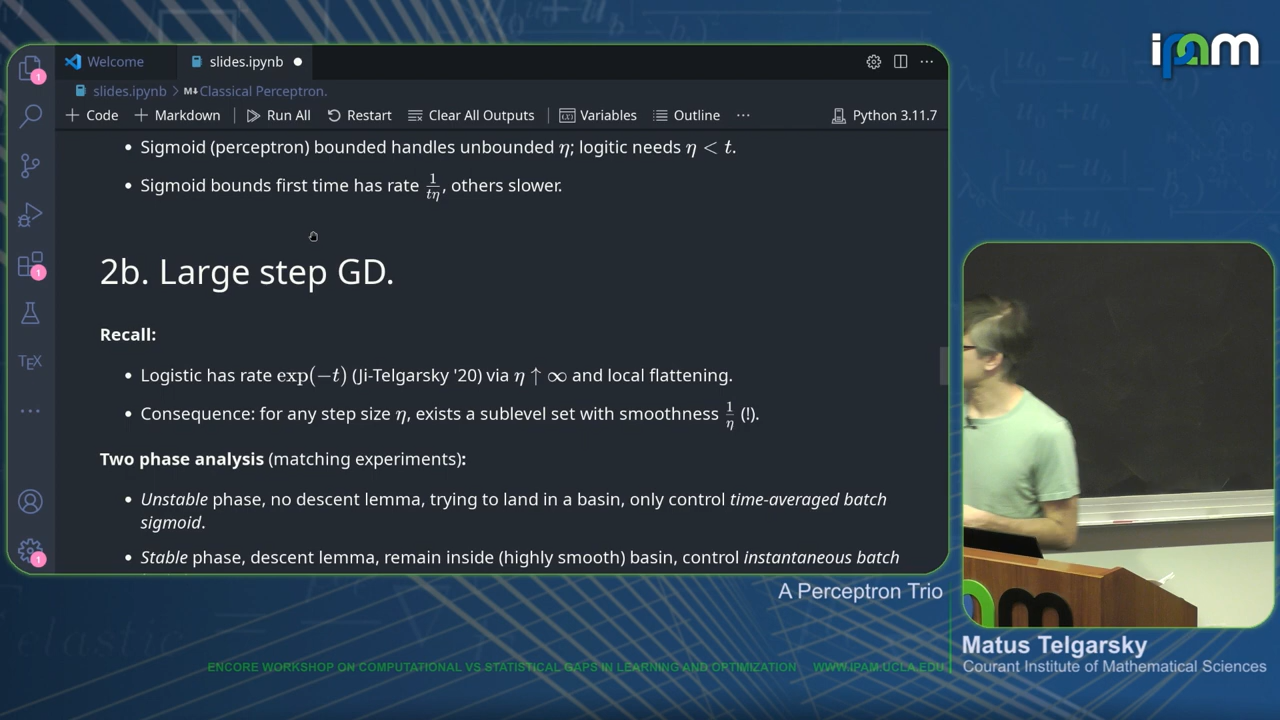 ipam
Welcome
slides.ipynb
slides.ipynb > M↓ Classical Perceptron.
+ Code + Markdown Run All Restart Clear All Outputs Variables Outline ... Python 3.11.7
• Sigmoid (perceptron) bounded handles unbounded η; logitic needs η < t.
• Sigmoid bounds first time has rate 1/tη, others slower.
2b. Large step GD.
Recall:
• Logistic has rate exp(−t) (Ji-Telgarsky '20) via η ↑ ∞ and local flattening.
• Consequence: for any step size η, exists a sublevel set with smoothness 1/η (!).
Two phase analysis (matching experiments):
• Unstable phase, no descent lemma, trying to land in a basin, only control time-averaged batch
sigmoid.
• Stable phase, descent lemma, remain inside (highly smooth) basin, control instantaneous batch
1
1
TEX
1
A Perceptron Trio
Matus Telgarsky
Courant Institute of Mathematical Sciences
ENCORE WORKSHOP ON COMPUTATIONAL VS STATISTICAL GAPS IN LEARNING AND OPTIMIZATION WWW.IPAM.UCLA.EDU